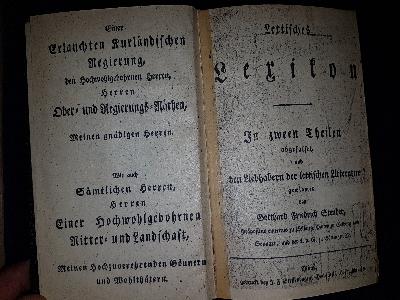 Einer
Erlauchten Kurländischen
Regierung,
den Hochwohlgebohrnen Herren,
Herren
Ober- und Regierungs-Räthen,
Meinen gnädigen Herren.
Wie auch
Sämtlichen Herren,
Herren
Einer Hochwohlgebohrnen
Ritter- und Landschaft,
Meinen Hochzuverehrenden Gönnern
und Wohlthätern.
Lettisches
Lexikon
In zween Theilen
abgefasset,
und
den Liebhabern der lettischen Litteratur
gewidmet
von
Gotthard Friedrich Stender,